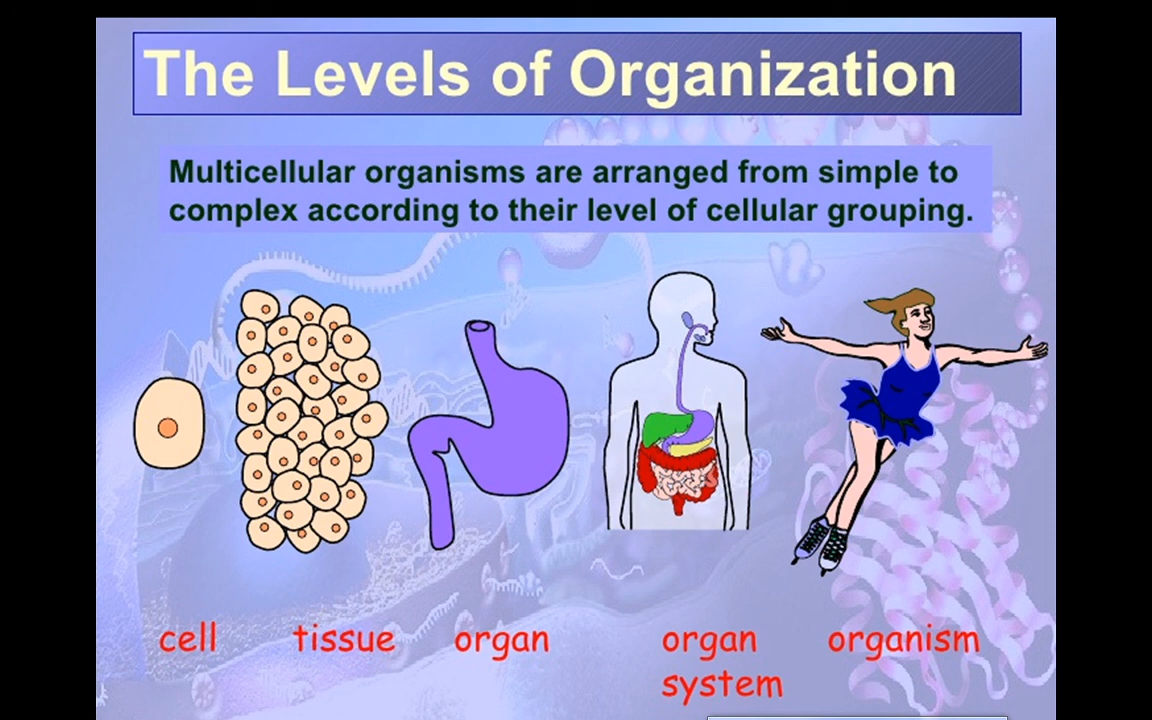 The Levels of Organization
Multicellular organisms are arranged from simple to
complex according to their level of cellular grouping.
cell
tissue
organ
organ
system
organism